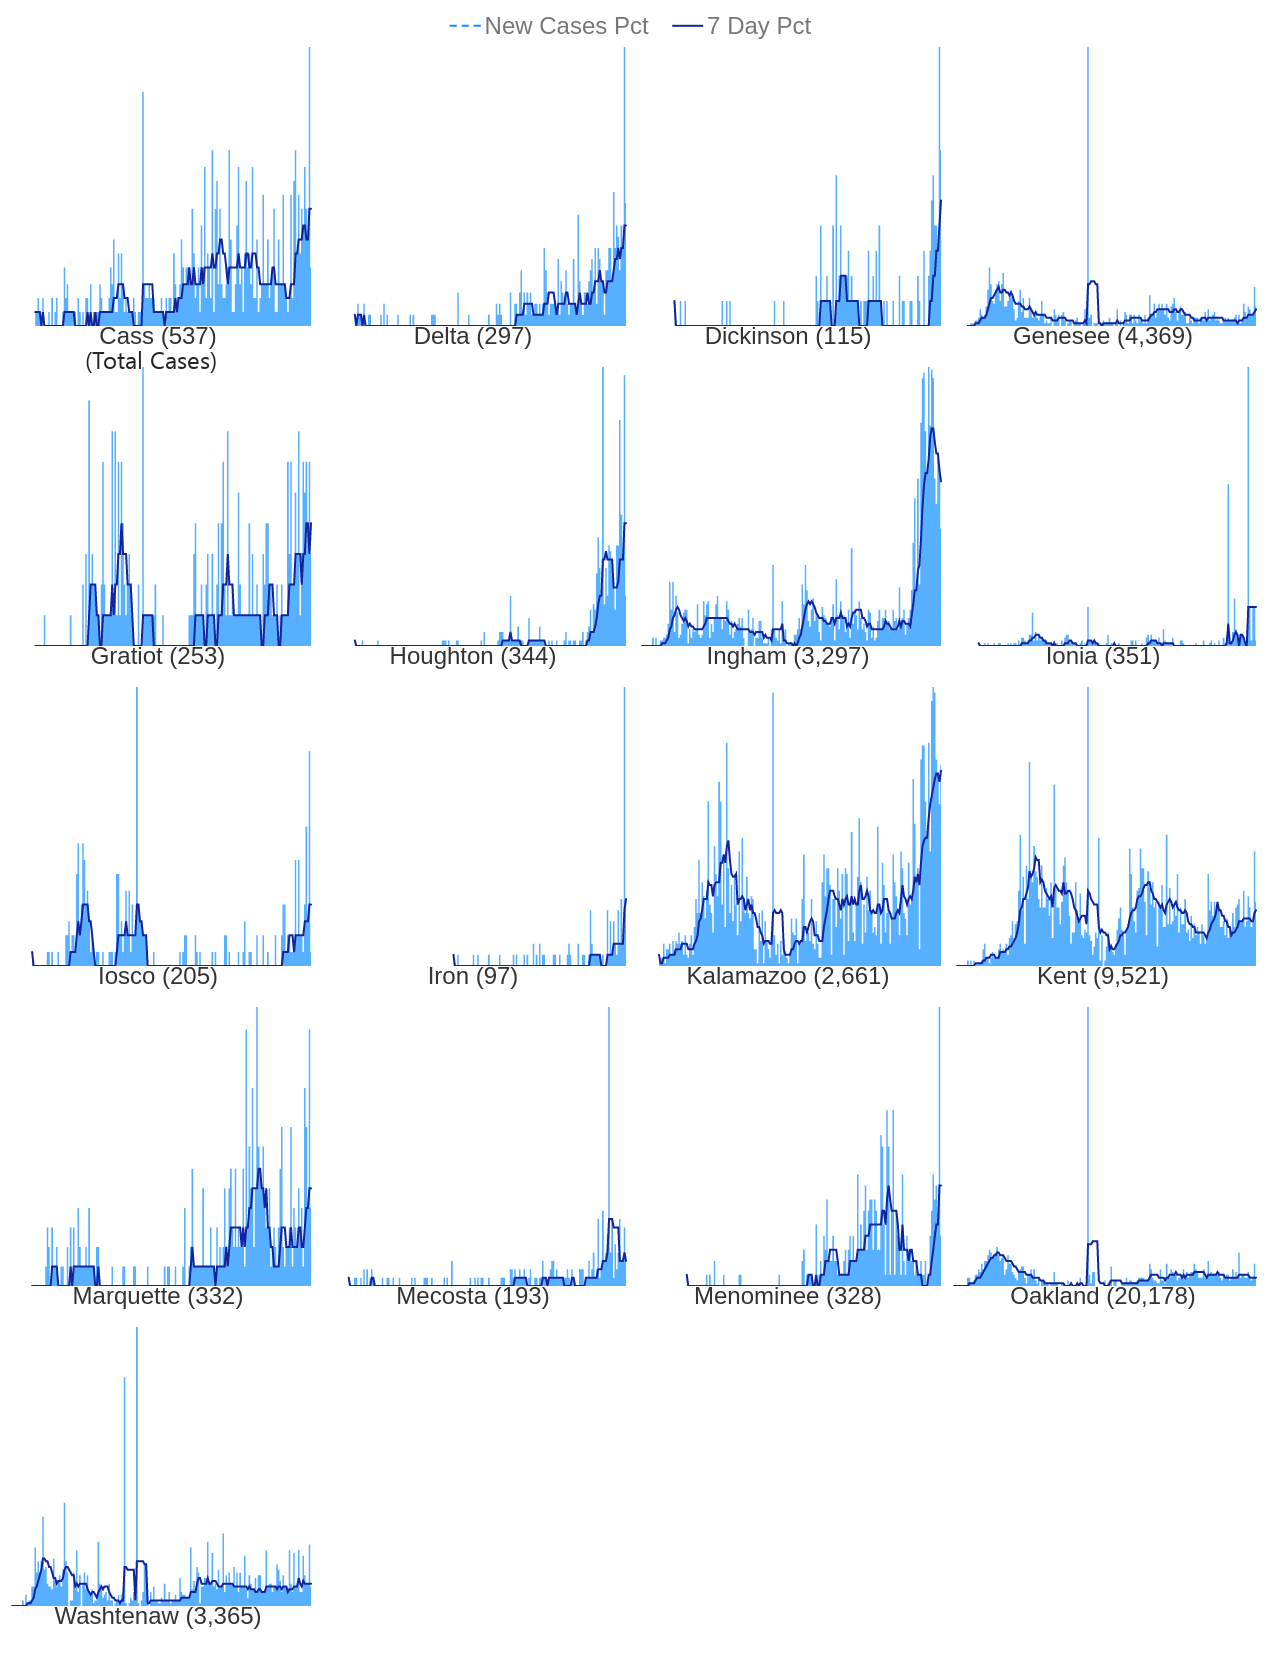 New Cases Pct 7 Day Pct
Cass (537) Delta (297) Dickinson (115) Genesee (4,369)
(Total Cases)
Gratiot (253) Houghton (344) Ingham (3,297) Ionia (351)
Iosco (205) Iron (97) Kalamazoo (2,661) Kent (9,521)
Marquette (332) Mecosta (193) Menominee (328) Oakland (20,178)
Washtenaw (3,365)